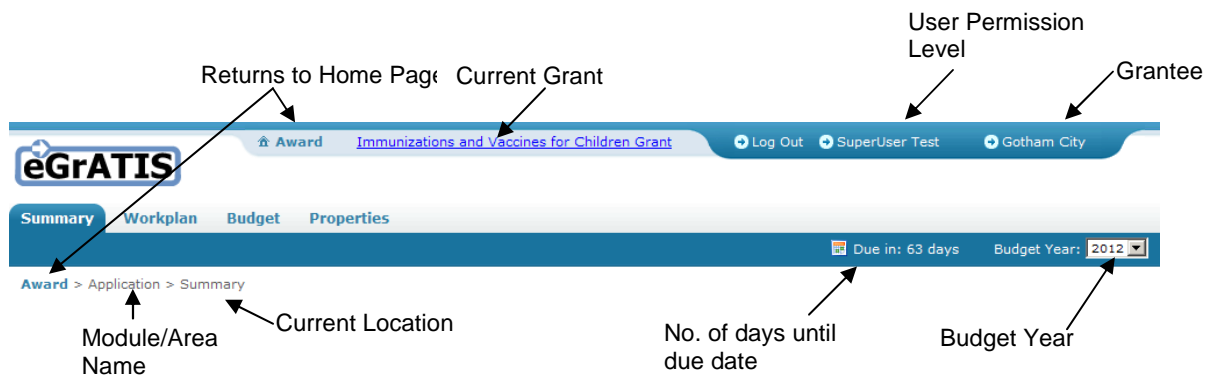 User Permission
Level
Returns to Home Page
Current Grant
Grantee
Award
Immunizations and Vaccines for Children Grant
Log Out
SuperUser Test
Gotham City
eGrATIS
Summary
Workplan
Budget
Properties
Due in: 63 days
Budget Year: 2012
Award > Application > Summary
Module/Area
Name
Current Location
No. of days until
due date
Budget Year